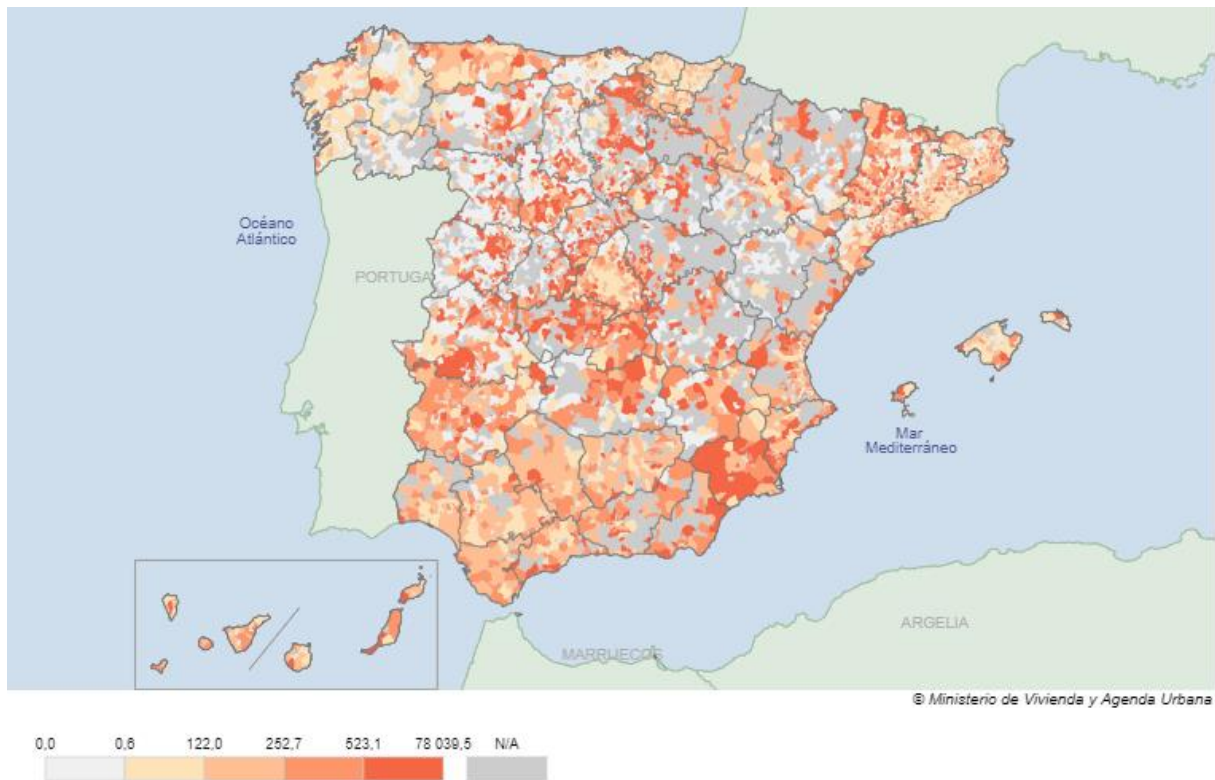 Océano
Atlántico
PORTUGA
Mar
Mediterráneo
ARGELIA
MARRUECOS
© Ministerio de Vivienda y Agenda Urbana
0,0 0,6 122,0 252,7 523,1 78 039,5 N/A